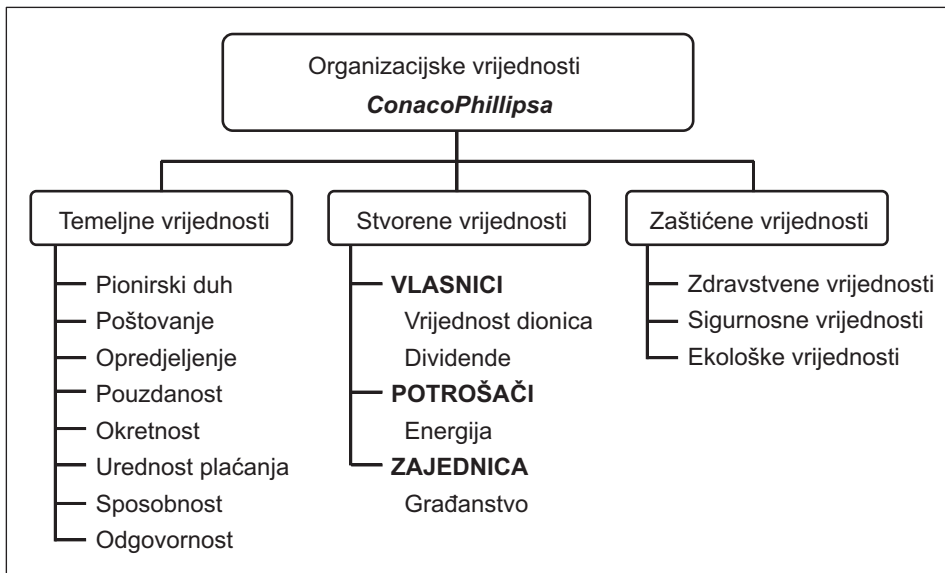 Organizacijske vrijednosti
ConacoPhillipsa
Temeljne vrijednosti
Pionirski duh
Poštovanje
Opredjeljenje
Pouzdanost
Okretnost
Urednost plaćanja
Sposobnost
Odgovornost
Stvorene vrijednosti
VLASNICI
Vrijednost dionica
Dividende
POTROŠAČI
Energija
ZAJEDNICA
Građanstvo
Zaštićene vrijednosti
Zdravstvene vrijednosti
Sigurnosne vrijednosti
Ekološke vrijednosti